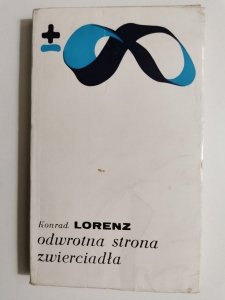 ±
Konrad LORENZ
odwrotna strona
zwierciadła